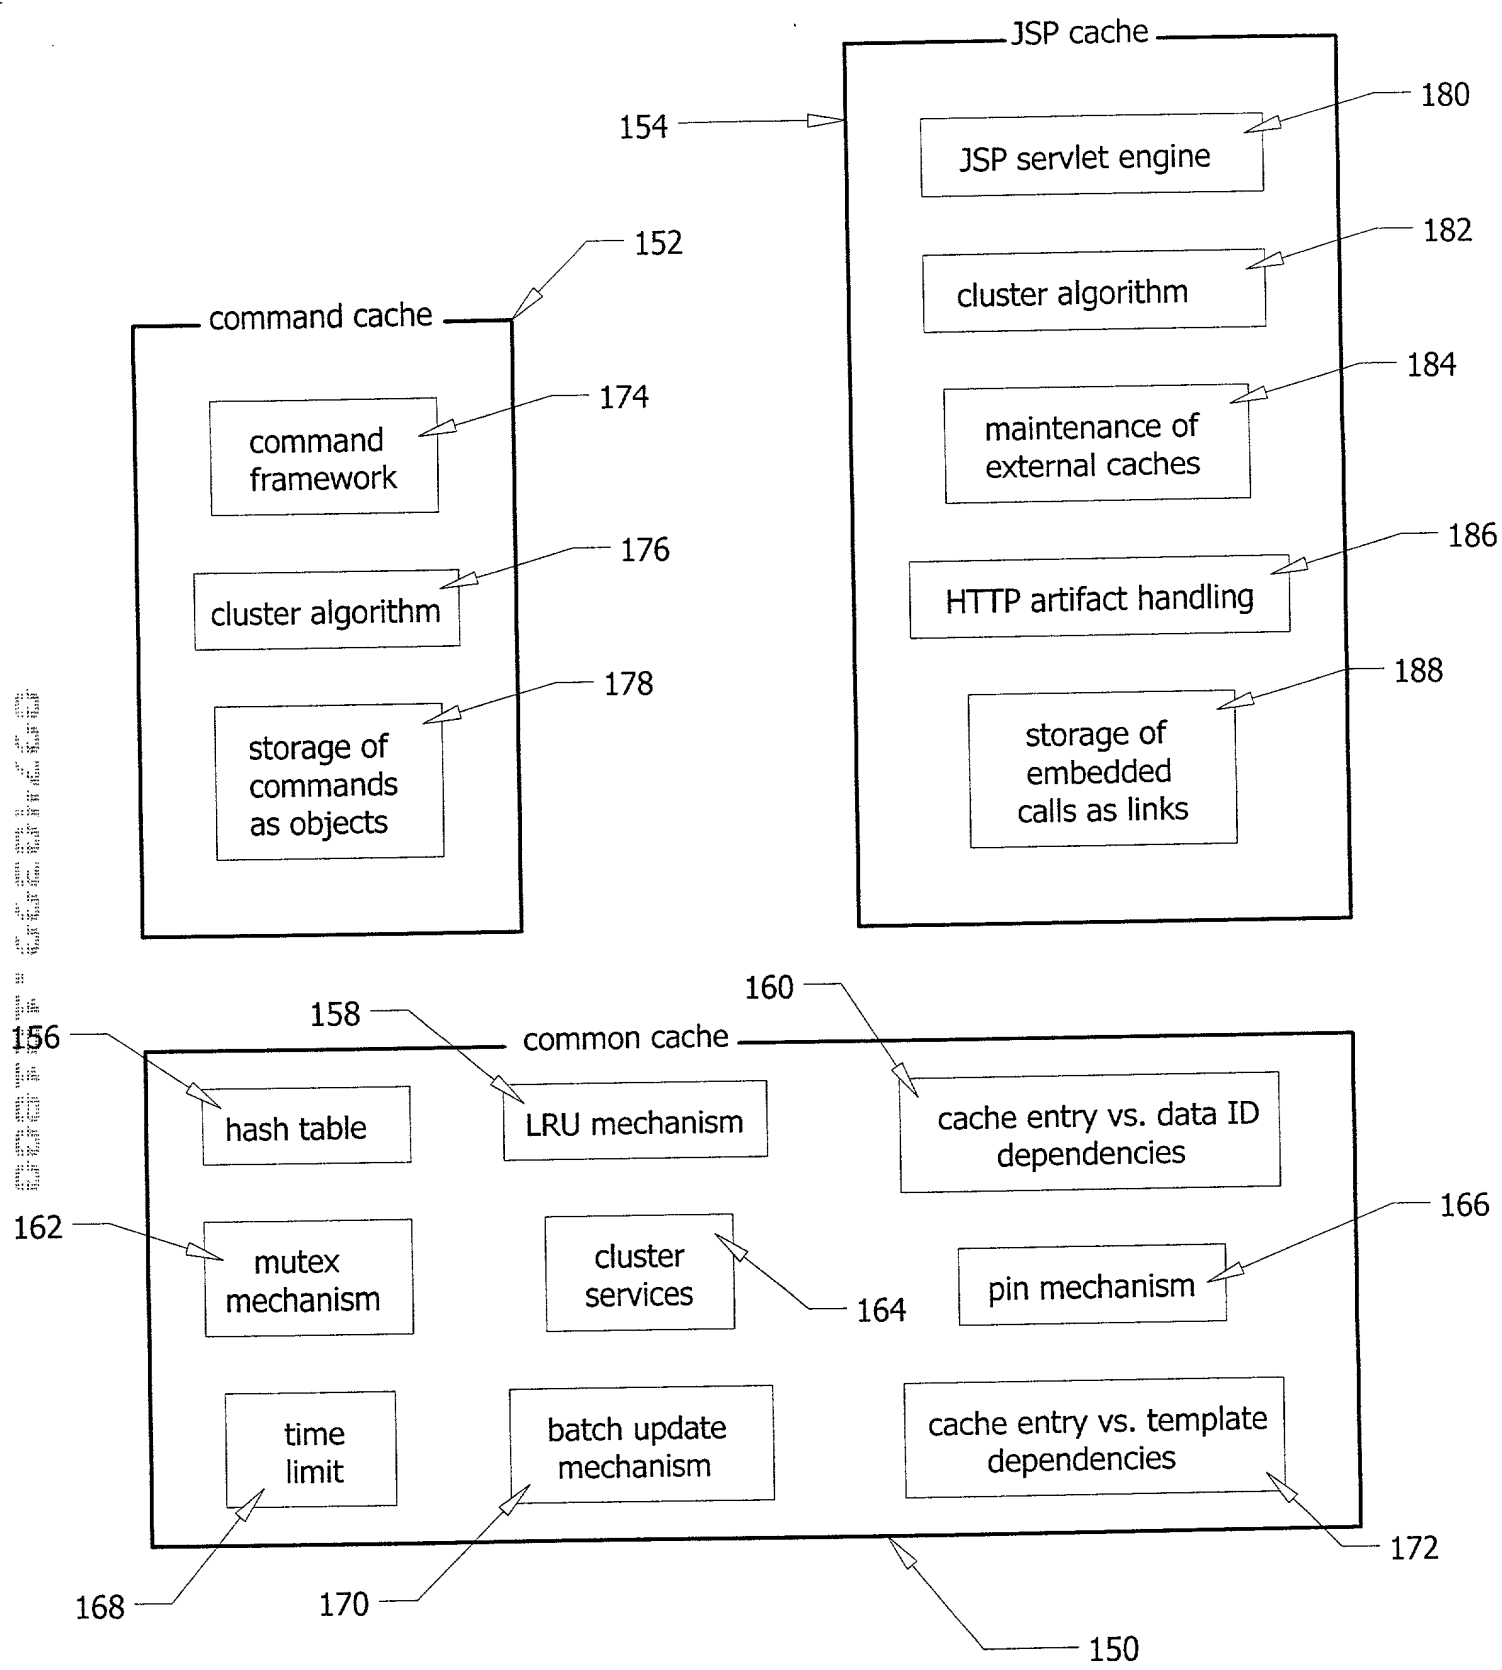 JSP cache
154
180
JSP servlet engine
182
cluster algorithm
184
maintenance of
external caches
186
HTTP artifact handling
188
storage of
embedded
calls as links
152
command cache
174
command
framework
176
cluster algorithm
178
storage of
commands
as objects
common cache
156
hash table
158
LRU mechanism
160
cache entry vs. data ID
dependencies
162
mutex
mechanism
cluster
services
164
166
pin mechanism
time
limit
168
batch update
mechanism
170
cache entry vs. template
dependencies
172
150